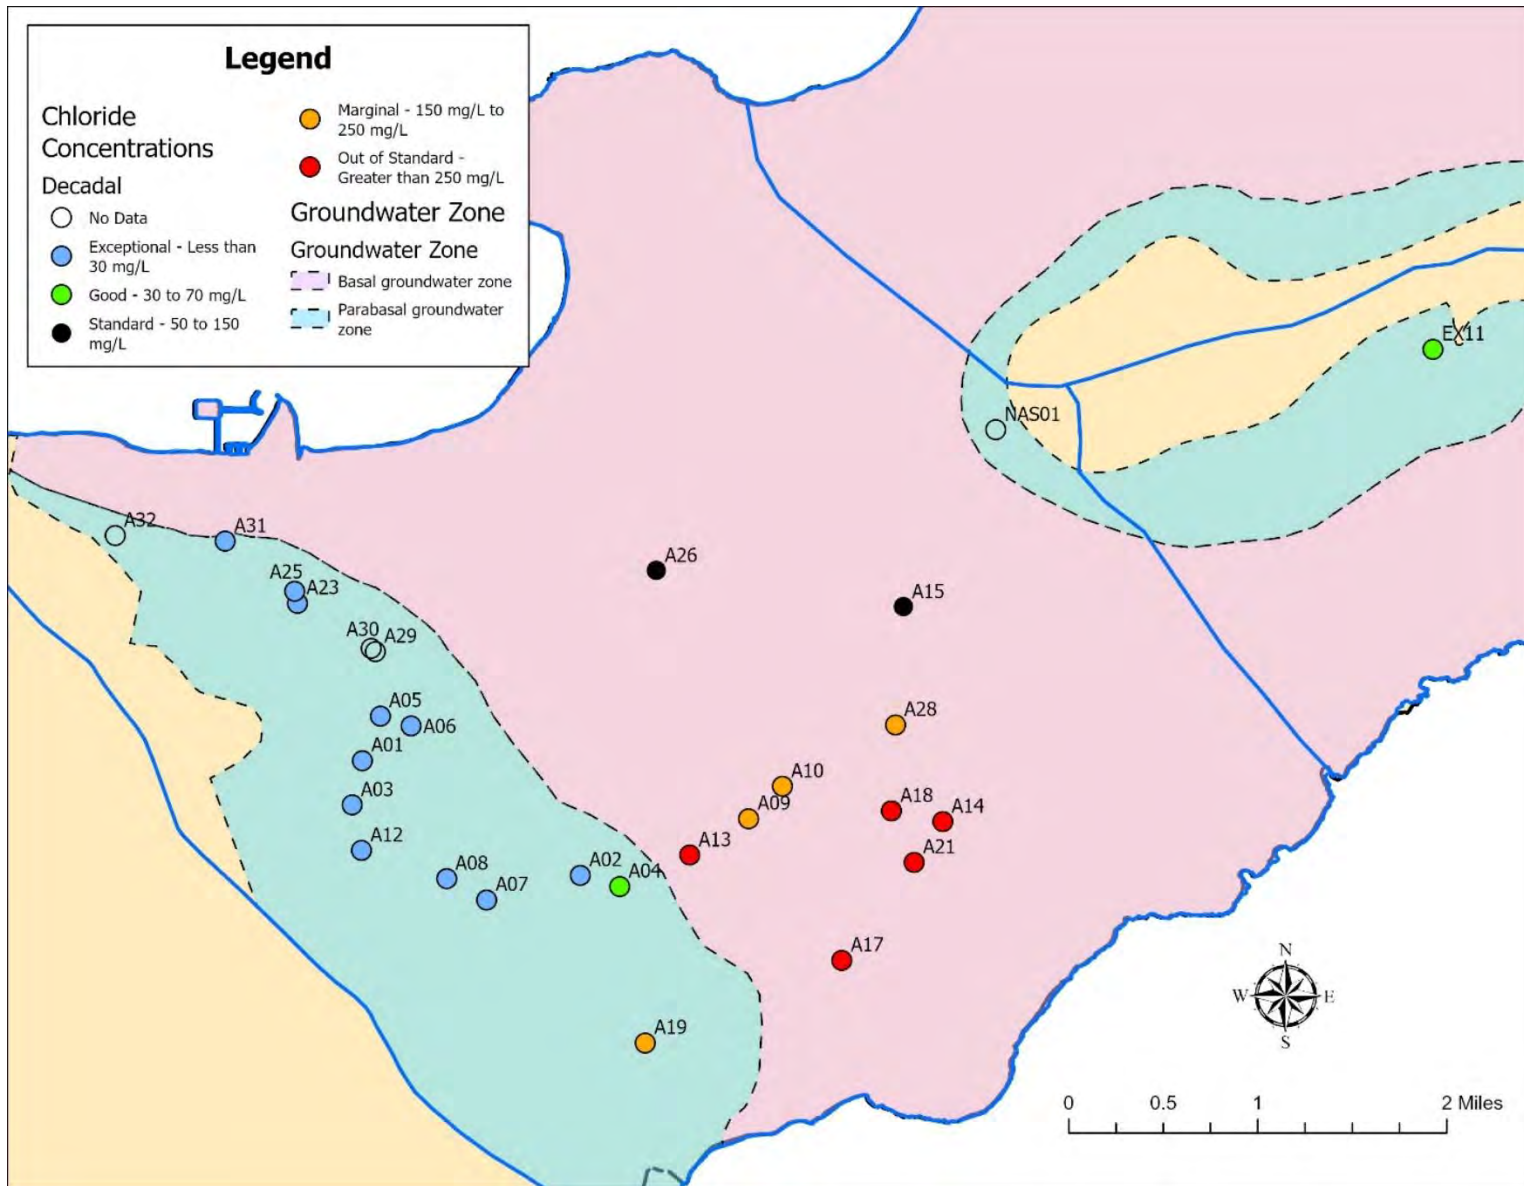 Legend
Chloride
Concentrations
Decadal
No Data
Exceptional - Less than
30 mg/L
Good - 30 to 70 mg/L
Standard - 50 to 150
mg/L
Marginal - 150 mg/L to
250 mg/L
Out of Standard -
Greater than 250 mg/L
Groundwater Zone
Groundwater Zone
Basal groundwater zone
Parabasal groundwater
zone
EX11
NAS01
A32
A31
A26
A25
A23
A15
A30
A29
A05
A06
A28
A01
A10
A03
A09
A18
A14
A12
A13
A21
A08
A02
A04
A07
A17
A19
N
W
E
S
0
0.5
1
2 Miles